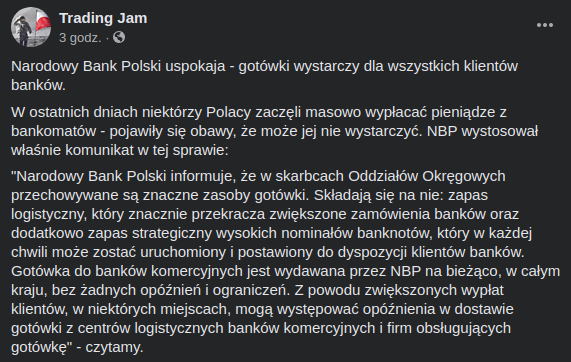 Trading Jam
3 godz. ·
Narodowy Bank Polski uspokaja - gotówki wystarczy dla wszystkich klientów
banków.
W ostatnich dniach niektórzy Polacy zaczęli masowo wypłacać pieniądze z
bankomatów - pojawiły się obawy, że może jej nie wystarczyć. NBP wystosował
właśnie komunikat w tej sprawie:
"Narodowy Bank Polski informuje, że w skarbcach Oddziałów Okręgowych
przechowywane są znaczne zasoby gotówki. Składają się na nie: zapas
logistyczny, który znacznie przekracza zwiększone zamówienia banków oraz
dodatkowo zapas strategiczny wysokich nominałów banknotów, który w każdej
chwili może zostać uruchomiony i postawiony do dyspozycji klientów banków.
Gotówka do banków komercyjnych jest wydawana przez NBP na bieżąco, w całym
kraju, bez żadnych opóźnień i ograniczeń. Z powodu zwiększonych wypłat
klientów, w niektórych miejscach, mogą występować opóźnienia w dostawie
gotówki z centrów logistycznych banków komercyjnych i firm obsługujących
gotówkę" - czytamy.